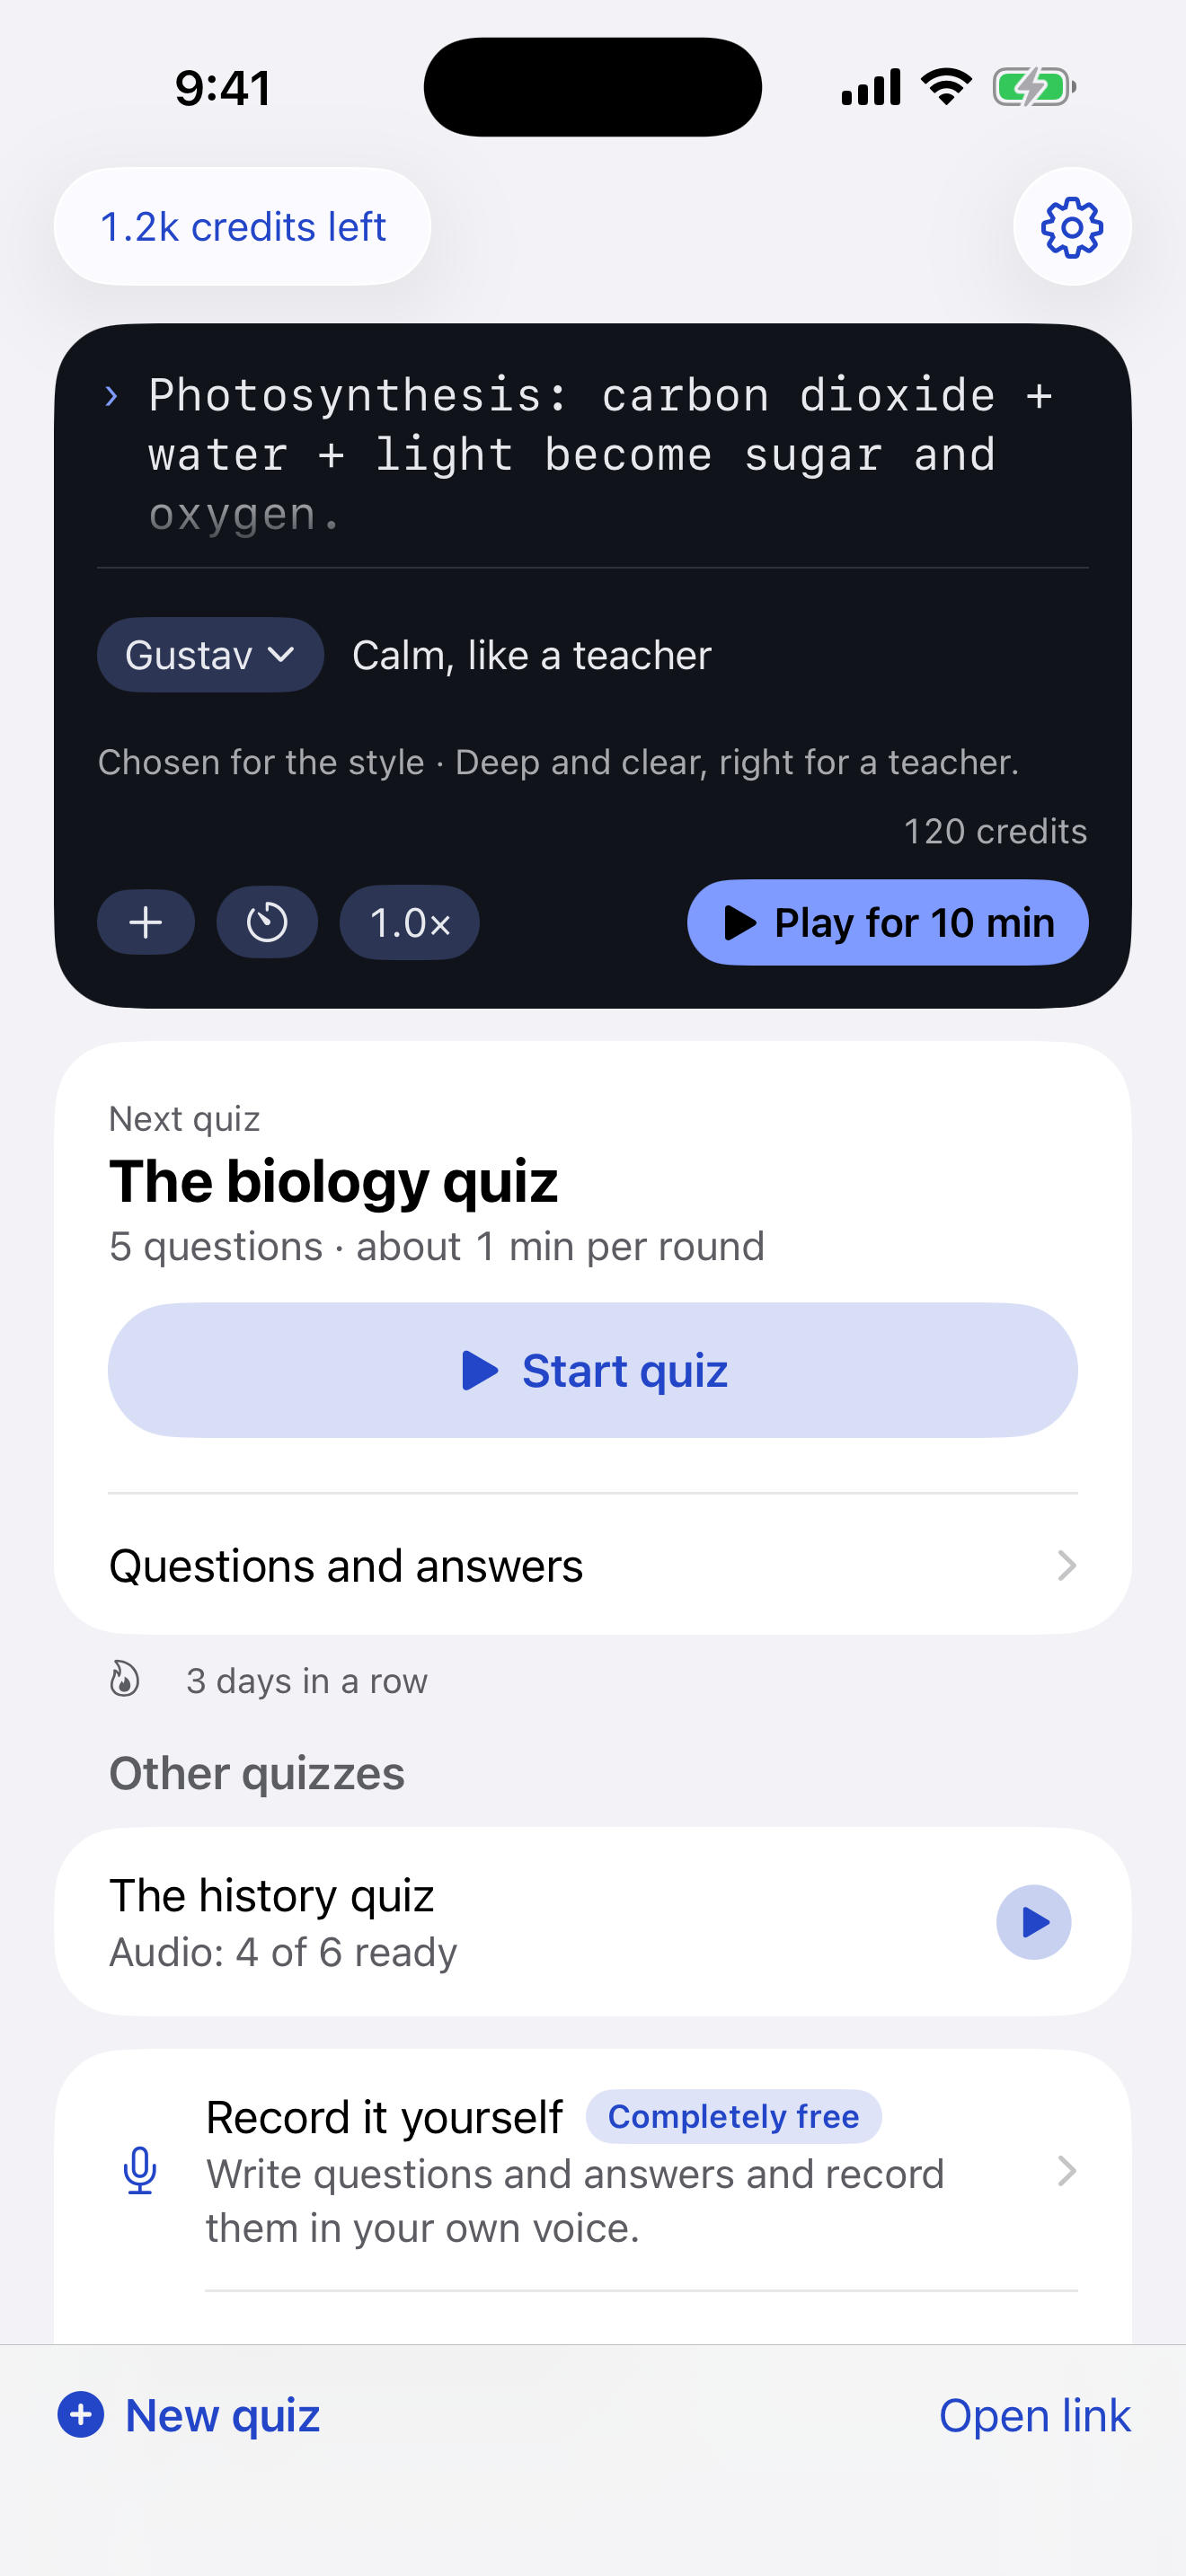 9:41
1.2k credits left
› Photosynthesis: carbon dioxide +
water + light become sugar and
oxygen.
Gustav Calm, like a teacher
Chosen for the style · Deep and clear, right for a teacher.
120 credits
1.0× Play for 10 min
Next quiz
The biology quiz
5 questions · about 1 min per round
Start quiz
Questions and answers
3 days in a row
Other quizzes
The history quiz
Audio: 4 of 6 ready
Record it yourself Completely free
Write questions and answers and record
them in your own voice.
New quiz Open link